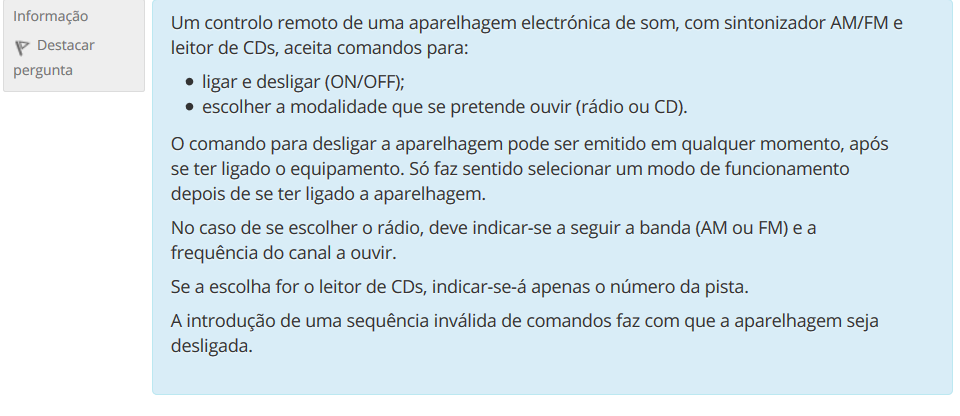 Informação
Destacar
pergunta
Um controlo remoto de uma aparelhagem electrónica de som, com sintonizador AM/FM e
leitor de CDs, aceita comandos para:
• ligar e desligar (ON/OFF);
• escolher a modalidade que se pretende ouvir (rádio ou CD).
O comando para desligar a aparelhagem pode ser emitido em qualquer momento, após
se ter ligado o equipamento. Só faz sentido selecionar um modo de funcionamento
depois de se ter ligado a aparelhagem.
No caso de se escolher o rádio, deve indicar-se a seguir a banda (AM ou FM) e a
frequência do canal a ouvir.
Se a escolha for o leitor de CDs, indicar-se-á apenas o número da pista.
A introdução de uma sequência inválida de comandos faz com que a aparelhagem seja
desligada.